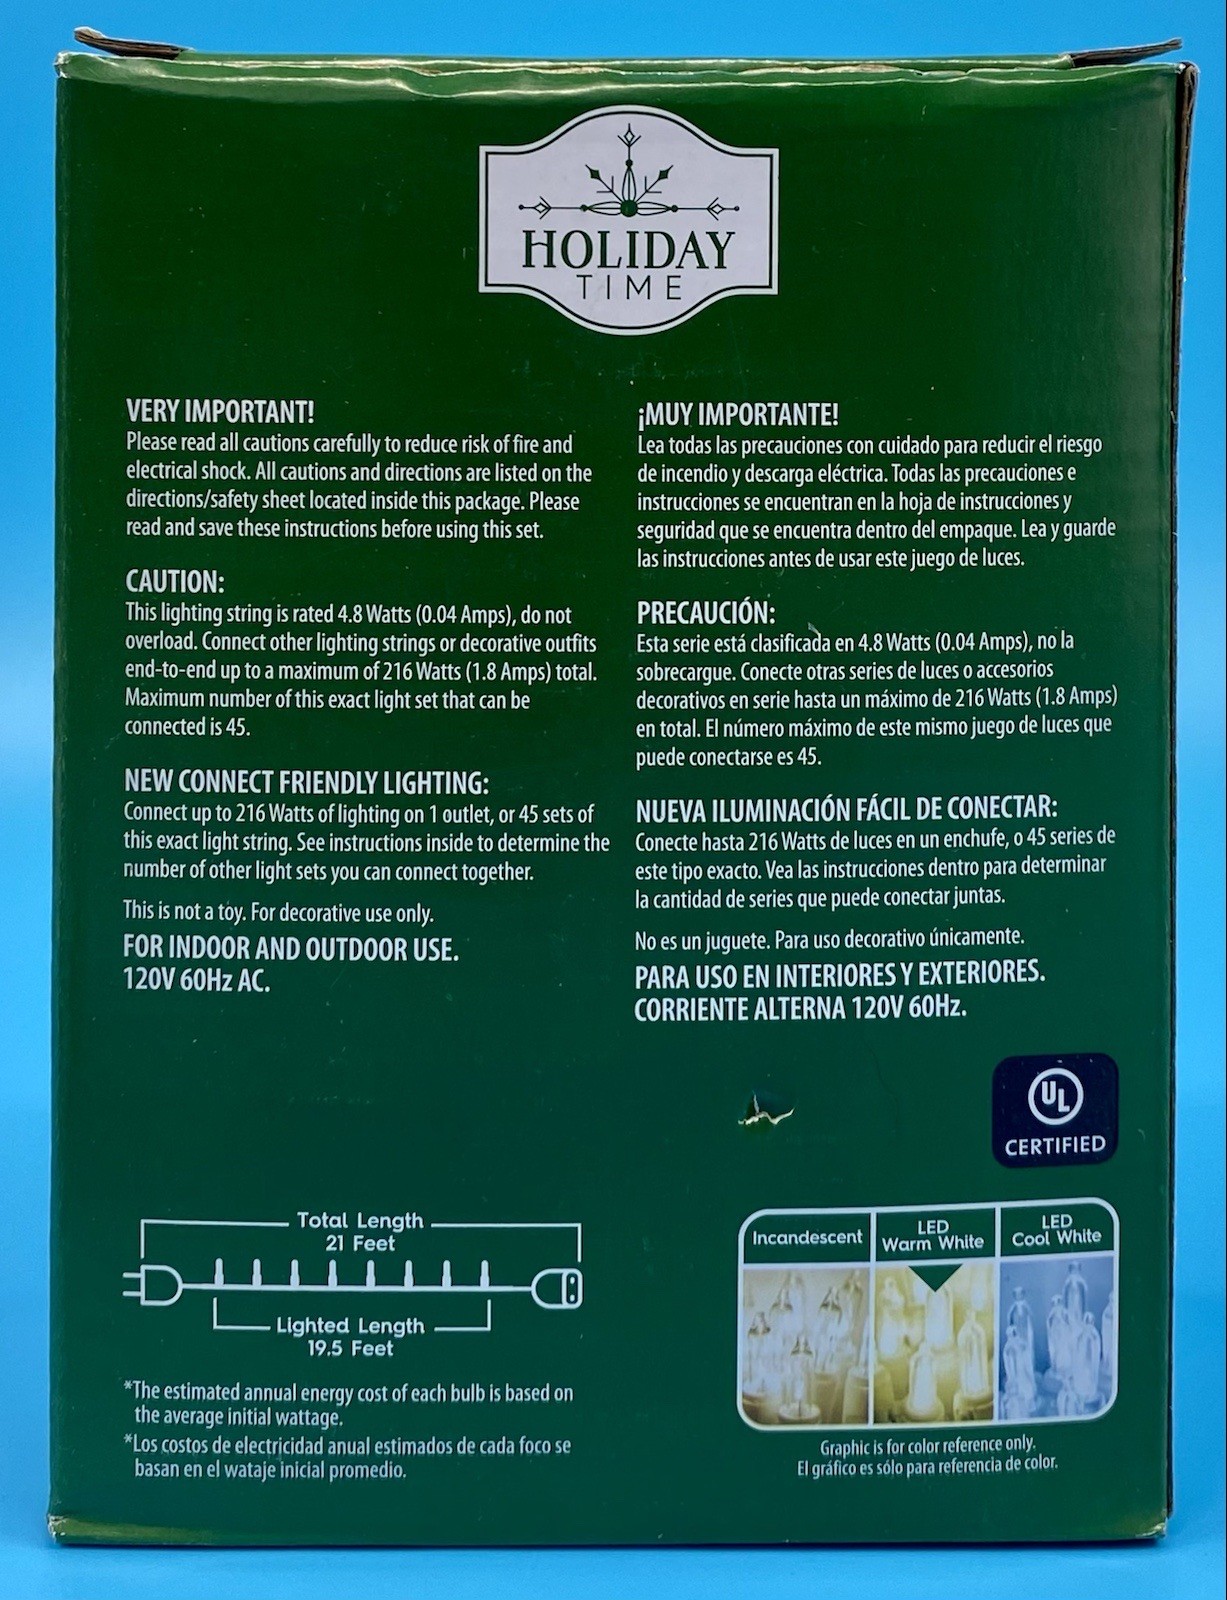 HOLIDAY
TIME
VERY IMPORTANT!
Please read all cautions carefully to reduce risk of fire and
electrical shock. All cautions and directions are listed on the
directions/safety sheet located inside this package. Please
read and save these instructions before using this set.
CAUTION:
This lighting string is rated 4.8 Watts (0.04 Amps), do not
overload. Connect other lighting strings or decorative outfits
end-to-end up to a maximum of 216 Watts (1.8 Amps) total.
Maximum number of this exact light set that can be
connected is 45.
NEW CONNECT FRIENDLY LIGHTING:
Connect up to 216 Watts of lighting on 1 outlet, or 45 sets of
this exact light string. See instructions inside to determine the
number of other light sets you can connect together.
This is not a toy. For decorative use only.
FOR INDOOR AND OUTDOOR USE.
120V 60Hz AC.
¡MUY IMPORTANTE!
Lea todas las precauciones con cuidado para reducir el riesgo
de incendio y descarga eléctrica. Todas las precauciones e
instrucciones se encuentran en la hoja de instrucciones y
seguridad que se encuentra dentro del empaque. Lea y guarde
las instrucciones antes de usar este juego de luces.
PRECAUCIÓN:
Esta serie está clasificada en 4.8 Watts (0.04 Amps), no la
sobrecargue. Conecte otras series de luces o accesorios
decorativos en serie hasta un máximo de 216 Watts (1.8 Amps)
en total. El número máximo de este mismo juego de luces que
puede conectarse es 45.
NUEVA ILUMINACIÓN FÁCIL DE CONECTAR:
Conecte hasta 216 Watts de luces en un enchufe, o 45 series de
este tipo exacto. Vea las instrucciones dentro para determinar
la cantidad de series que puede conectar juntas.
No es un juguete. Para uso decorativo únicamente.
PARA USO EN INTERIORES Y EXTERIORES.
CORRIENTE ALTERNA 120V 60Hz.
UL
CERTIFIED
Total Length
21 Feet
Lighted Length
19.5 Feet
*The estimated annual energy cost of each bulb is based on
the average initial wattage.
*Los costos de electricidad anual estimados de cada foco se
basan en el wataje inicial promedio.
Incandescent
LED
Warm White
LED
Cool White
Graphic is for color reference only.
El gráfico es sólo para referencia de color.